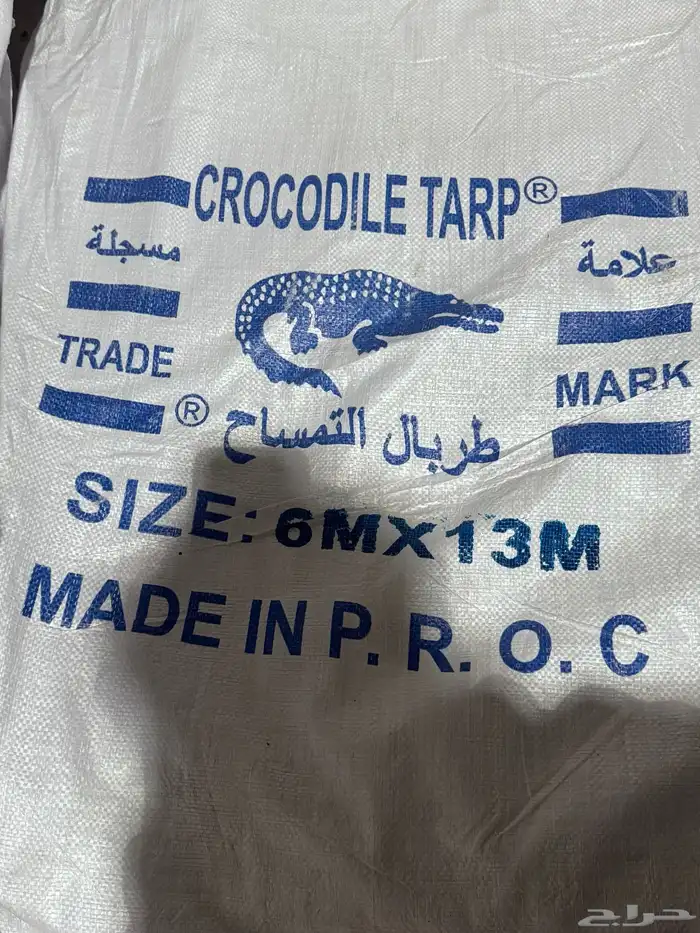 CROCODILE TARP®
مسجلة
علامة
TRADE
MARK
® طربال التمساح
SIZE: 6MX13M
MADE IN P. R. O. C
حراج